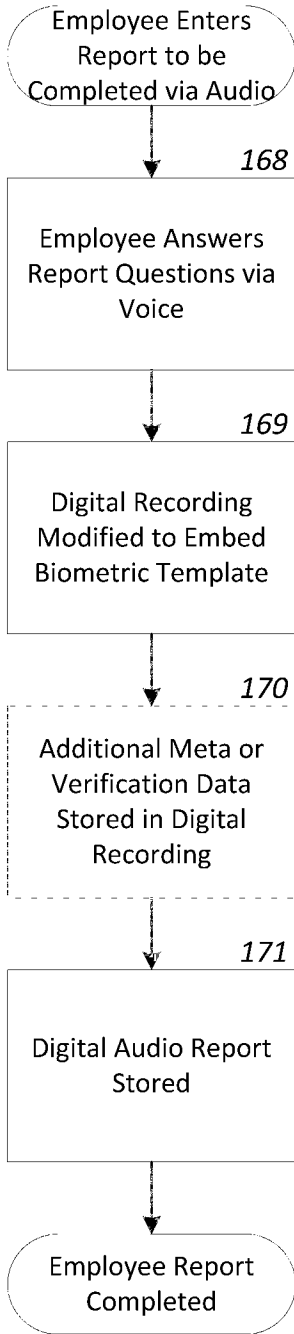 Employee Enters
Report to be
Completed via Audio
168
Employee Answers
Report Questions via
Voice
169
Digital Recording
Modified to Embed
Biometric Template
170
Additional Meta or
Verification Data
Stored in Digital
Recording
171
Digital Audio Report
Stored
Employee Report
Completed